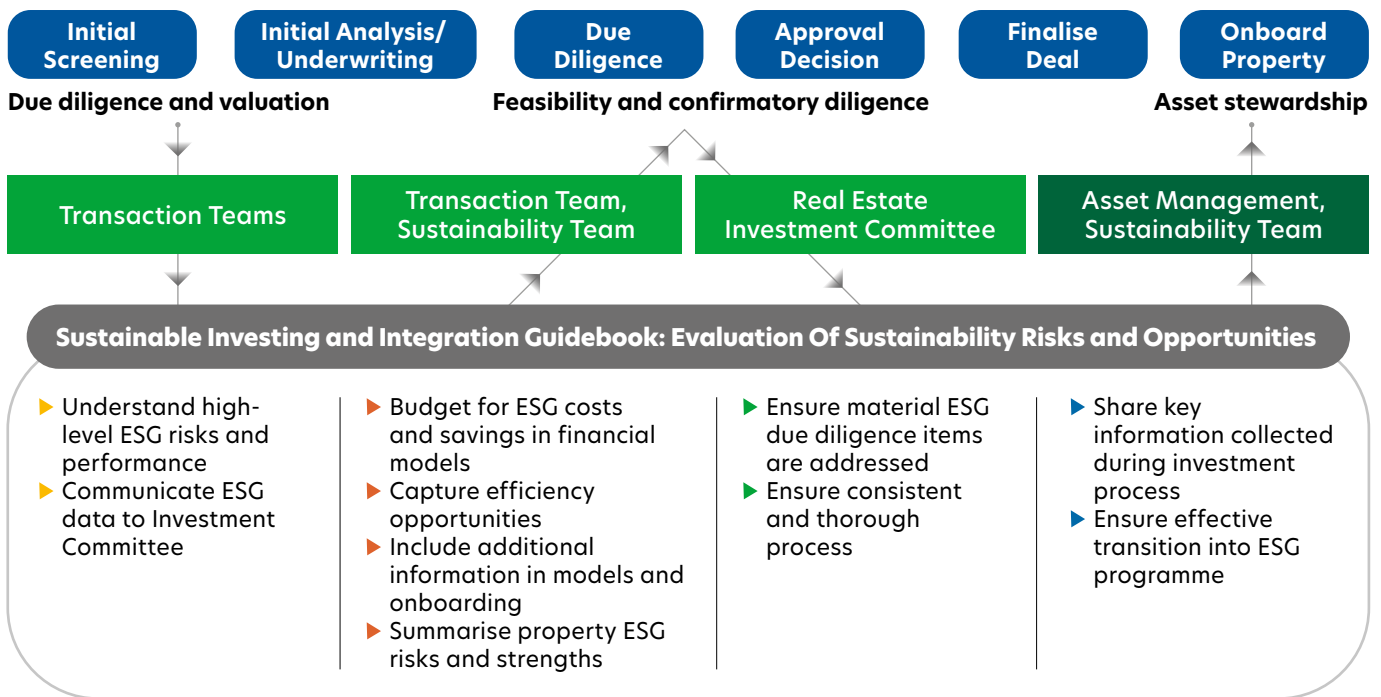 Initial
Screening
Initial Analysis/
Underwriting
Due
Diligence
Approval
Decision
Finalise
Deal
Onboard
Property
Due diligence and valuation
Feasibility and confirmatory diligence
Asset stewardship
Transaction Teams
Transaction Team,
Sustainability Team
Real Estate
Investment Committee
Asset Management,
Sustainability Team
Sustainable Investing and Integration Guidebook: Evaluation Of Sustainability Risks and Opportunities
Understand high-
level ESG risks and
performance
Communicate ESG
data to Investment
Committee
Budget for ESG costs
and savings in financial
models
Capture efficiency
opportunities
Include additional
information in models and
onboarding
Summarise property ESG
risks and strengths
Ensure material ESG
due diligence items
are addressed
Ensure consistent
and thorough
process
Share key
information collected
during investment
process
Ensure effective
transition into ESG
programme